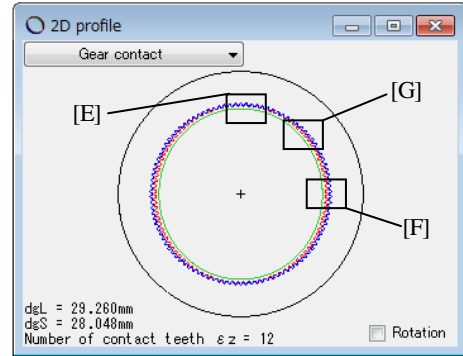 2D profile
Gear contact
[E]
[G]
[F]
dgL = 29.260mm
dgS = 28.048mm
Number of contact teeth εz = 12
Rotation